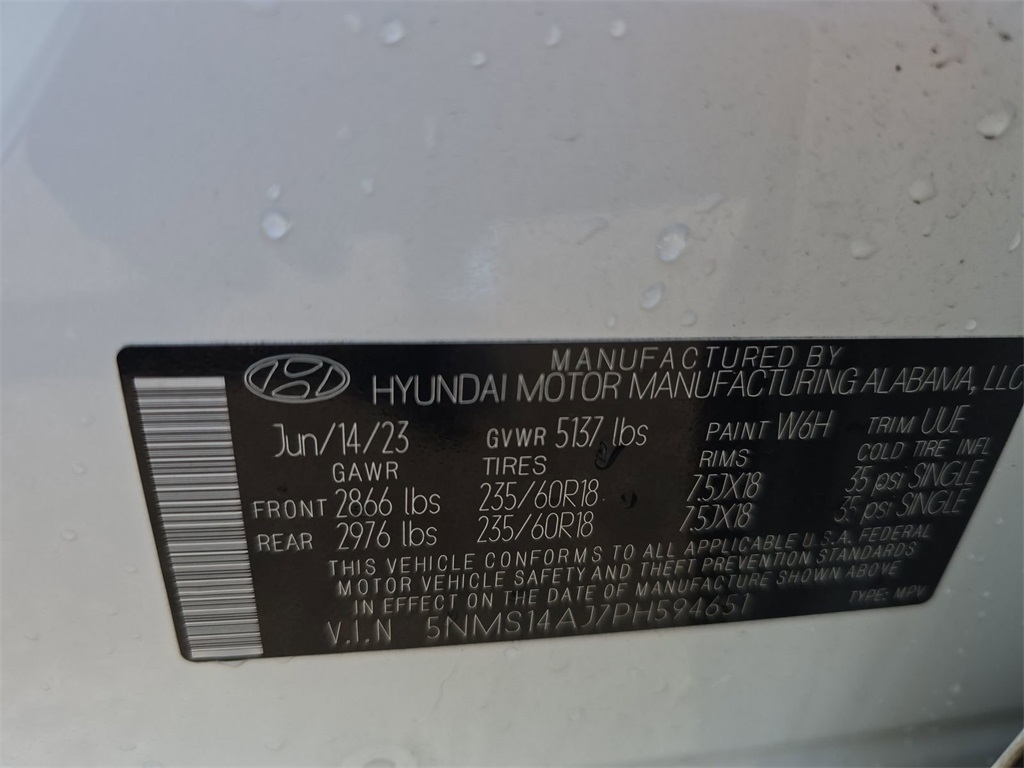 MANUFACTURED BY
HYUNDAI MOTOR MANUFACTURING ALABAMA, LLC
Jun/14/23 GVWR 5137 lbs PAINT W6H TRIM UUE
GAWR TIRES RIMS COLD TIRE INFL
FRONT 2866 lbs 235/60R18 7.5JX18 35 psi SINGLE
REAR 2976 lbs 235/60R18 7.5JX18 35 psi SINGLE
THIS VEHICLE CONFORMS TO ALL APPLICABLE U.S.A. FEDERAL
MOTOR VEHICLE SAFETY AND THEFT PREVENTION STANDARDS
IN EFFECT ON THE DATE OF MANUFACTURE SHOWN ABOVE
V.I.N 5NMS14AJ7PH594651 TYPE: MPV